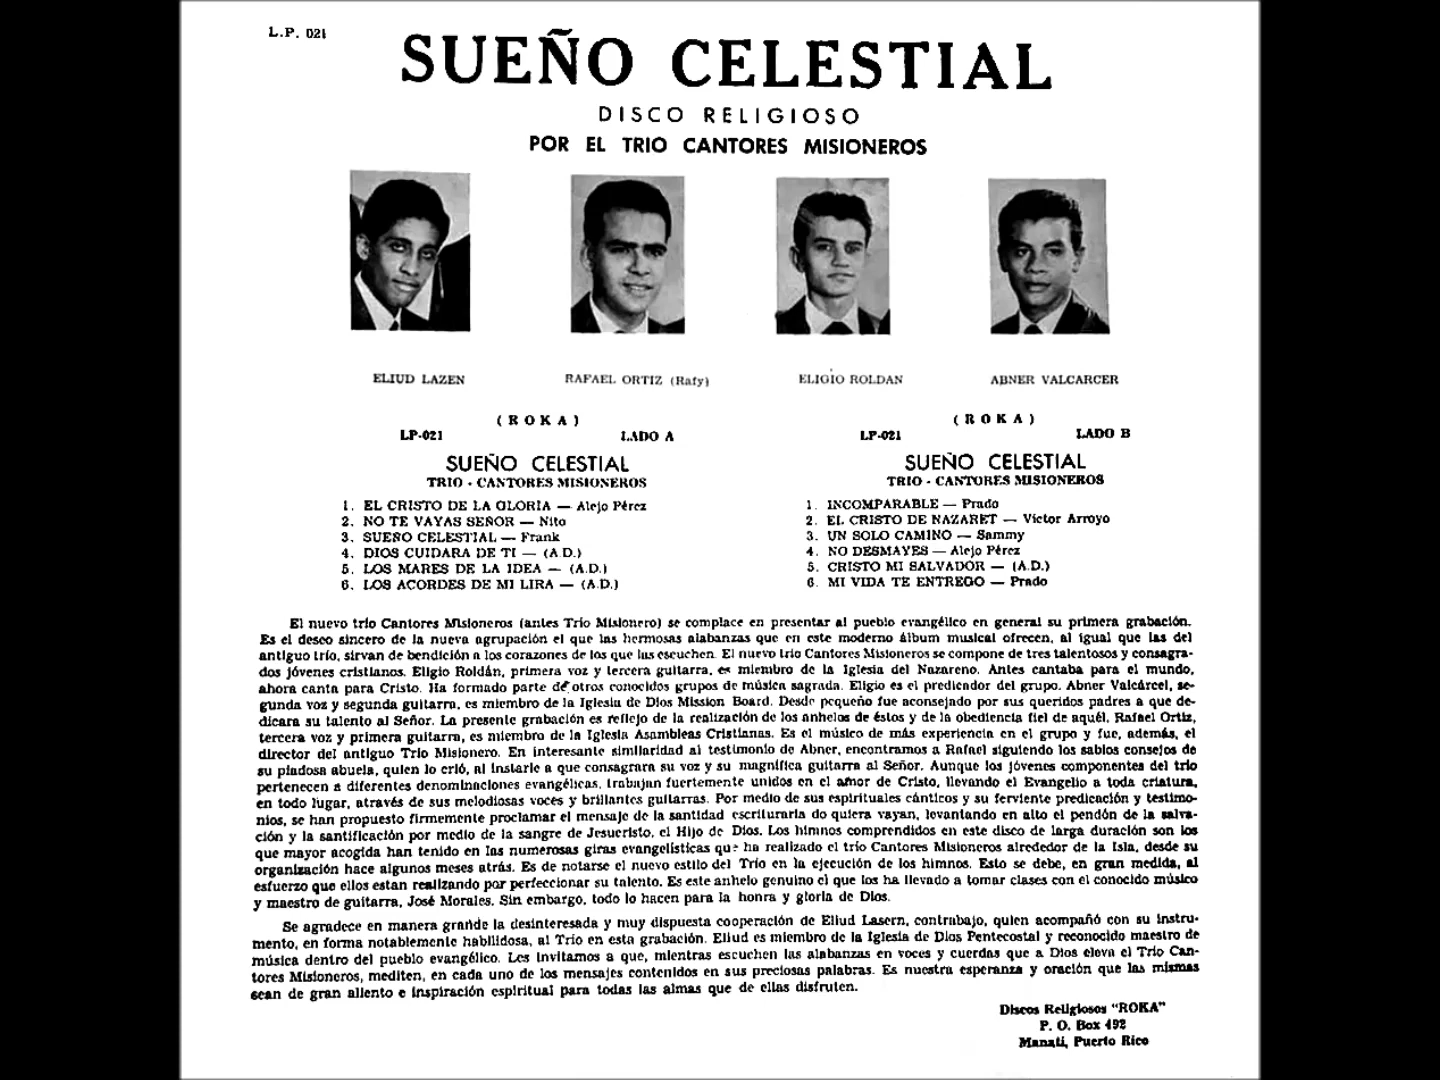 L.P. 021
SUEÑO CELESTIAL
DISCO RELIGIOSO
POR EL TRIO CANTORES MISIONEROS
ELIUD LAZEN
RAFAEL ORTIZ (Rafy)
ELIGIO ROLDAN
ABNER VALCARCER
(ROKA)
LP-021 LADO A
SUEÑO CELESTIAL
TRIO - CANTORES MISIONEROS
1. EL CRISTO DE LA GLORIA — Alejo Pérez
2. NO TE VAYAS SEÑOR — Nito
3. SUEÑO CELESTIAL — Frank
4. DIOS CUIDARA DE TI — (A.D.)
5. LOS MARES DE LA IDEA — (A.D.)
6. LOS ACORDES DE MI LIRA — (A.D.)
(ROKA)
LP-021 LADO B
SUEÑO CELESTIAL
TRIO - CANTORES MISIONEROS
1. INCOMPARABLE — Prado
2. EL CRISTO DE NAZARET — Víctor Arroyo
3. UN SOLO CAMINO — Sammy
4. NO DESMAYES — Alejo Pérez
5. CRISTO MI SALVADOR — (A.D.)
6. MI VIDA TE ENTREGO — Prado
El nuevo trío Cantores Misioneros (antes Trío Misionero) se complace en presentar al pueblo evangélico en general su primera grabación.
Es el deseo sincero de la nueva agrupación el que las hermosas alabanzas que en este moderno álbum musical ofrecen, al igual que las del
antiguo trío, sirvan de bendición a los corazones de los que las escuchen. El nuevo trío Cantores Misioneros se compone de tres talentosos y consagra-
dos jóvenes cristianos. Eligio Roldán, primera voz y tercera guitarra, es miembro de la Iglesia del Nazareno. Antes cantaba para el mundo,
ahora canta para Cristo. Ha formado parte de otros conocidos grupos de música sagrada. Eligio es el predicador del grupo. Abner Valcárcel, se-
gunda voz y segunda guitarra, es miembro de la Iglesia de Dios Mission Board. Desde pequeño fue aconsejado por sus queridos padres a que de-
dicara su talento al Señor. La presente grabación es reflejo de la realización de los anhelos de éstos y de la obediencia fiel de aquél. Rafael Ortiz,
tercera voz y primera guitarra, es miembro de la Iglesia Asambleas Cristianas. Es el músico de más experiencia en el grupo y fue, además, el
director del antiguo Trío Misionero. En interesante similaridad al testimonio de Abner, encontramos a Rafael siguiendo los sabios consejos de
su piadosa abuela, quien lo crió, al instarle a que consagrara su voz y su magnífica guitarra al Señor. Aunque los jóvenes componentes del trío
pertenecen a diferentes denominaciones evangélicas, trabajan fuertemente unidos en el amor de Cristo, llevando el Evangelio a toda criatura,
en todo lugar, através de sus melodiosas voces y brillantes guitarras. Por medio de sus espirituales cánticos y su ferviente predicación y testimo-
nios, se han propuesto firmemente proclamar el mensaje de la santidad escrituraria do quiera vayan, levantando en alto el pendón de la salva-
ción y la santificación por medio de la sangre de Jesucristo, el Hijo de Dios. Los himnos comprendidos en este disco de larga duración son los
que mayor acogida han tenido en las numerosas giras evangelísticas que ha realizado el trío Cantores Misioneros alrededor de la Isla, desde su
organización hace algunos meses atrás. Es de notarse el nuevo estilo del Trío en la ejecución de los himnos. Esto se debe, en gran medida, al
esfuerzo que ellos estan realizando por perfeccionar su talento. Es este anhelo genuino el que los ha llevado a tomar clases con el conocido músico
y maestro de guitarra, José Morales. Sin embargo, todo lo hacen para la honra y gloria de Dios.
Se agradece en manera grande la desinteresada y muy dispuesta cooperación de Eliud Lasern, contrabajo, quien acompañó con su instru-
mento, en forma notablemente habilidosa, al Trío en esta grabación. Eliud es miembro de la Iglesia de Dios Pentecostal y reconocido maestro de
música dentro del pueblo evangélico. Les invitamos a que, mientras escuchen las alabanzas en voces y cuerdas que a Dios eleva el Trío Can-
tores Misioneros, mediten, en cada uno de los mensajes contenidos en sus preciosas palabras. Es nuestra esperanza y oración que las mismas
sean de gran aliento e inspiración espiritual para todas las almas que de ellas disfruten.
Discos Religiosos "ROKA"
P. O. Box 492
Manatí, Puerto Rico